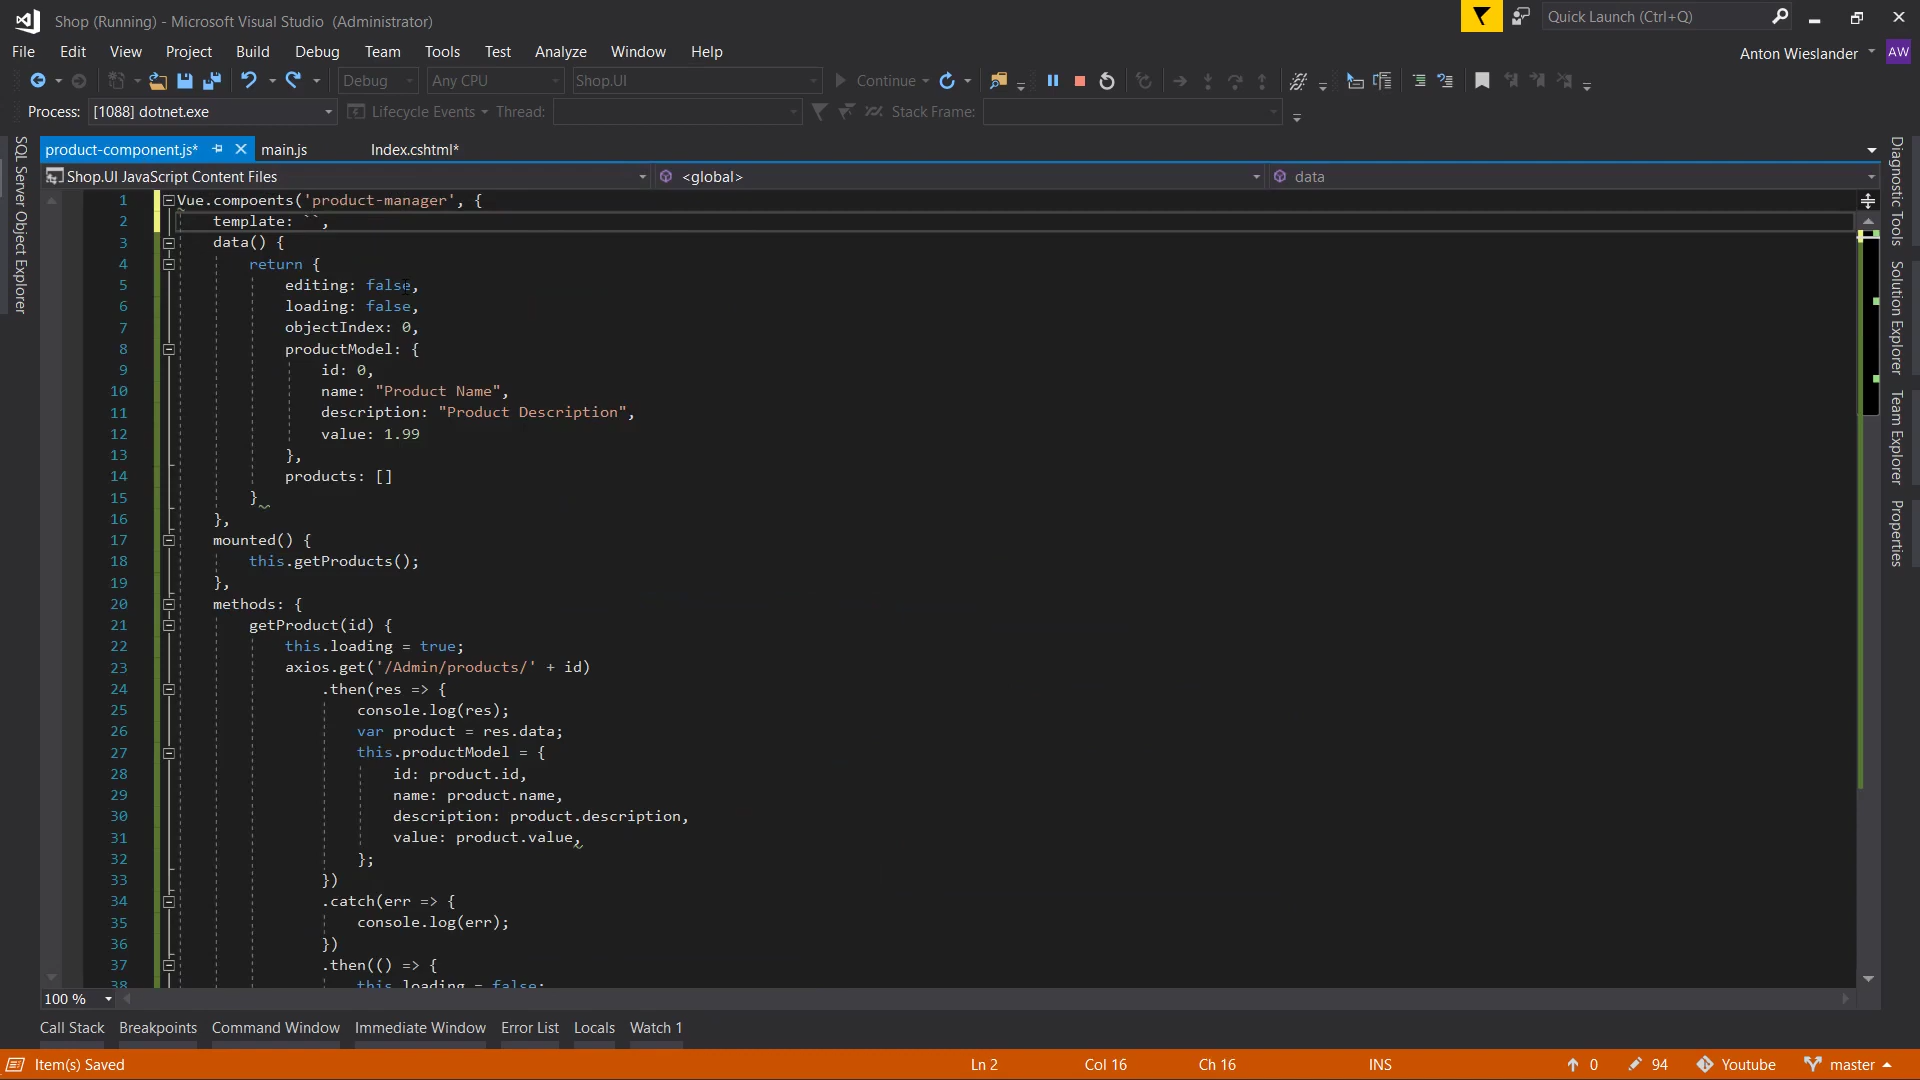 Shop (Running) - Microsoft Visual Studio (Administrator)
Quick Launch (Ctrl+Q)
File Edit View Project Build Debug Team Tools Test Analyze Window Help
Anton Wieslander AW
Debug Any CPU Shop.UI Continue
Process: [1088] dotnet.exe Lifecycle Events Thread: Stack Frame:
SQL Server Object Explorer
product-component.js* main.js Index.cshtml*
Shop.UI JavaScript Content Files <global> data
1 Vue.compoents('product-manager', {
2 template: ``,
3 data() {
4 return {
5 editing: false,
6 loading: false,
7 objectIndex: 0,
8 productModel: {
9 id: 0,
10 name: "Product Name",
11 description: "Product Description",
12 value: 1.99
13 },
14 products: []
15 }
16 },
17 mounted() {
18 this.getProducts();
19 },
20 methods: {
21 getProduct(id) {
22 this.loading = true;
23 axios.get('/Admin/products/' + id)
24 .then(res => {
25 console.log(res);
26 var product = res.data;
27 this.productModel = {
28 id: product.id,
29 name: product.name,
30 description: product.description,
31 value: product.value,
32 };
33 })
34 .catch(err => {
35 console.log(err);
36 })
37 .then(() => {
38 this.loading = false;
Diagnostic Tools
Solution Explorer
Team Explorer
Properties
100 %
Call Stack Breakpoints Command Window Immediate Window Error List Locals Watch 1
Item(s) Saved Ln 2 Col 16 Ch 16 INS 0 94 Youtube master